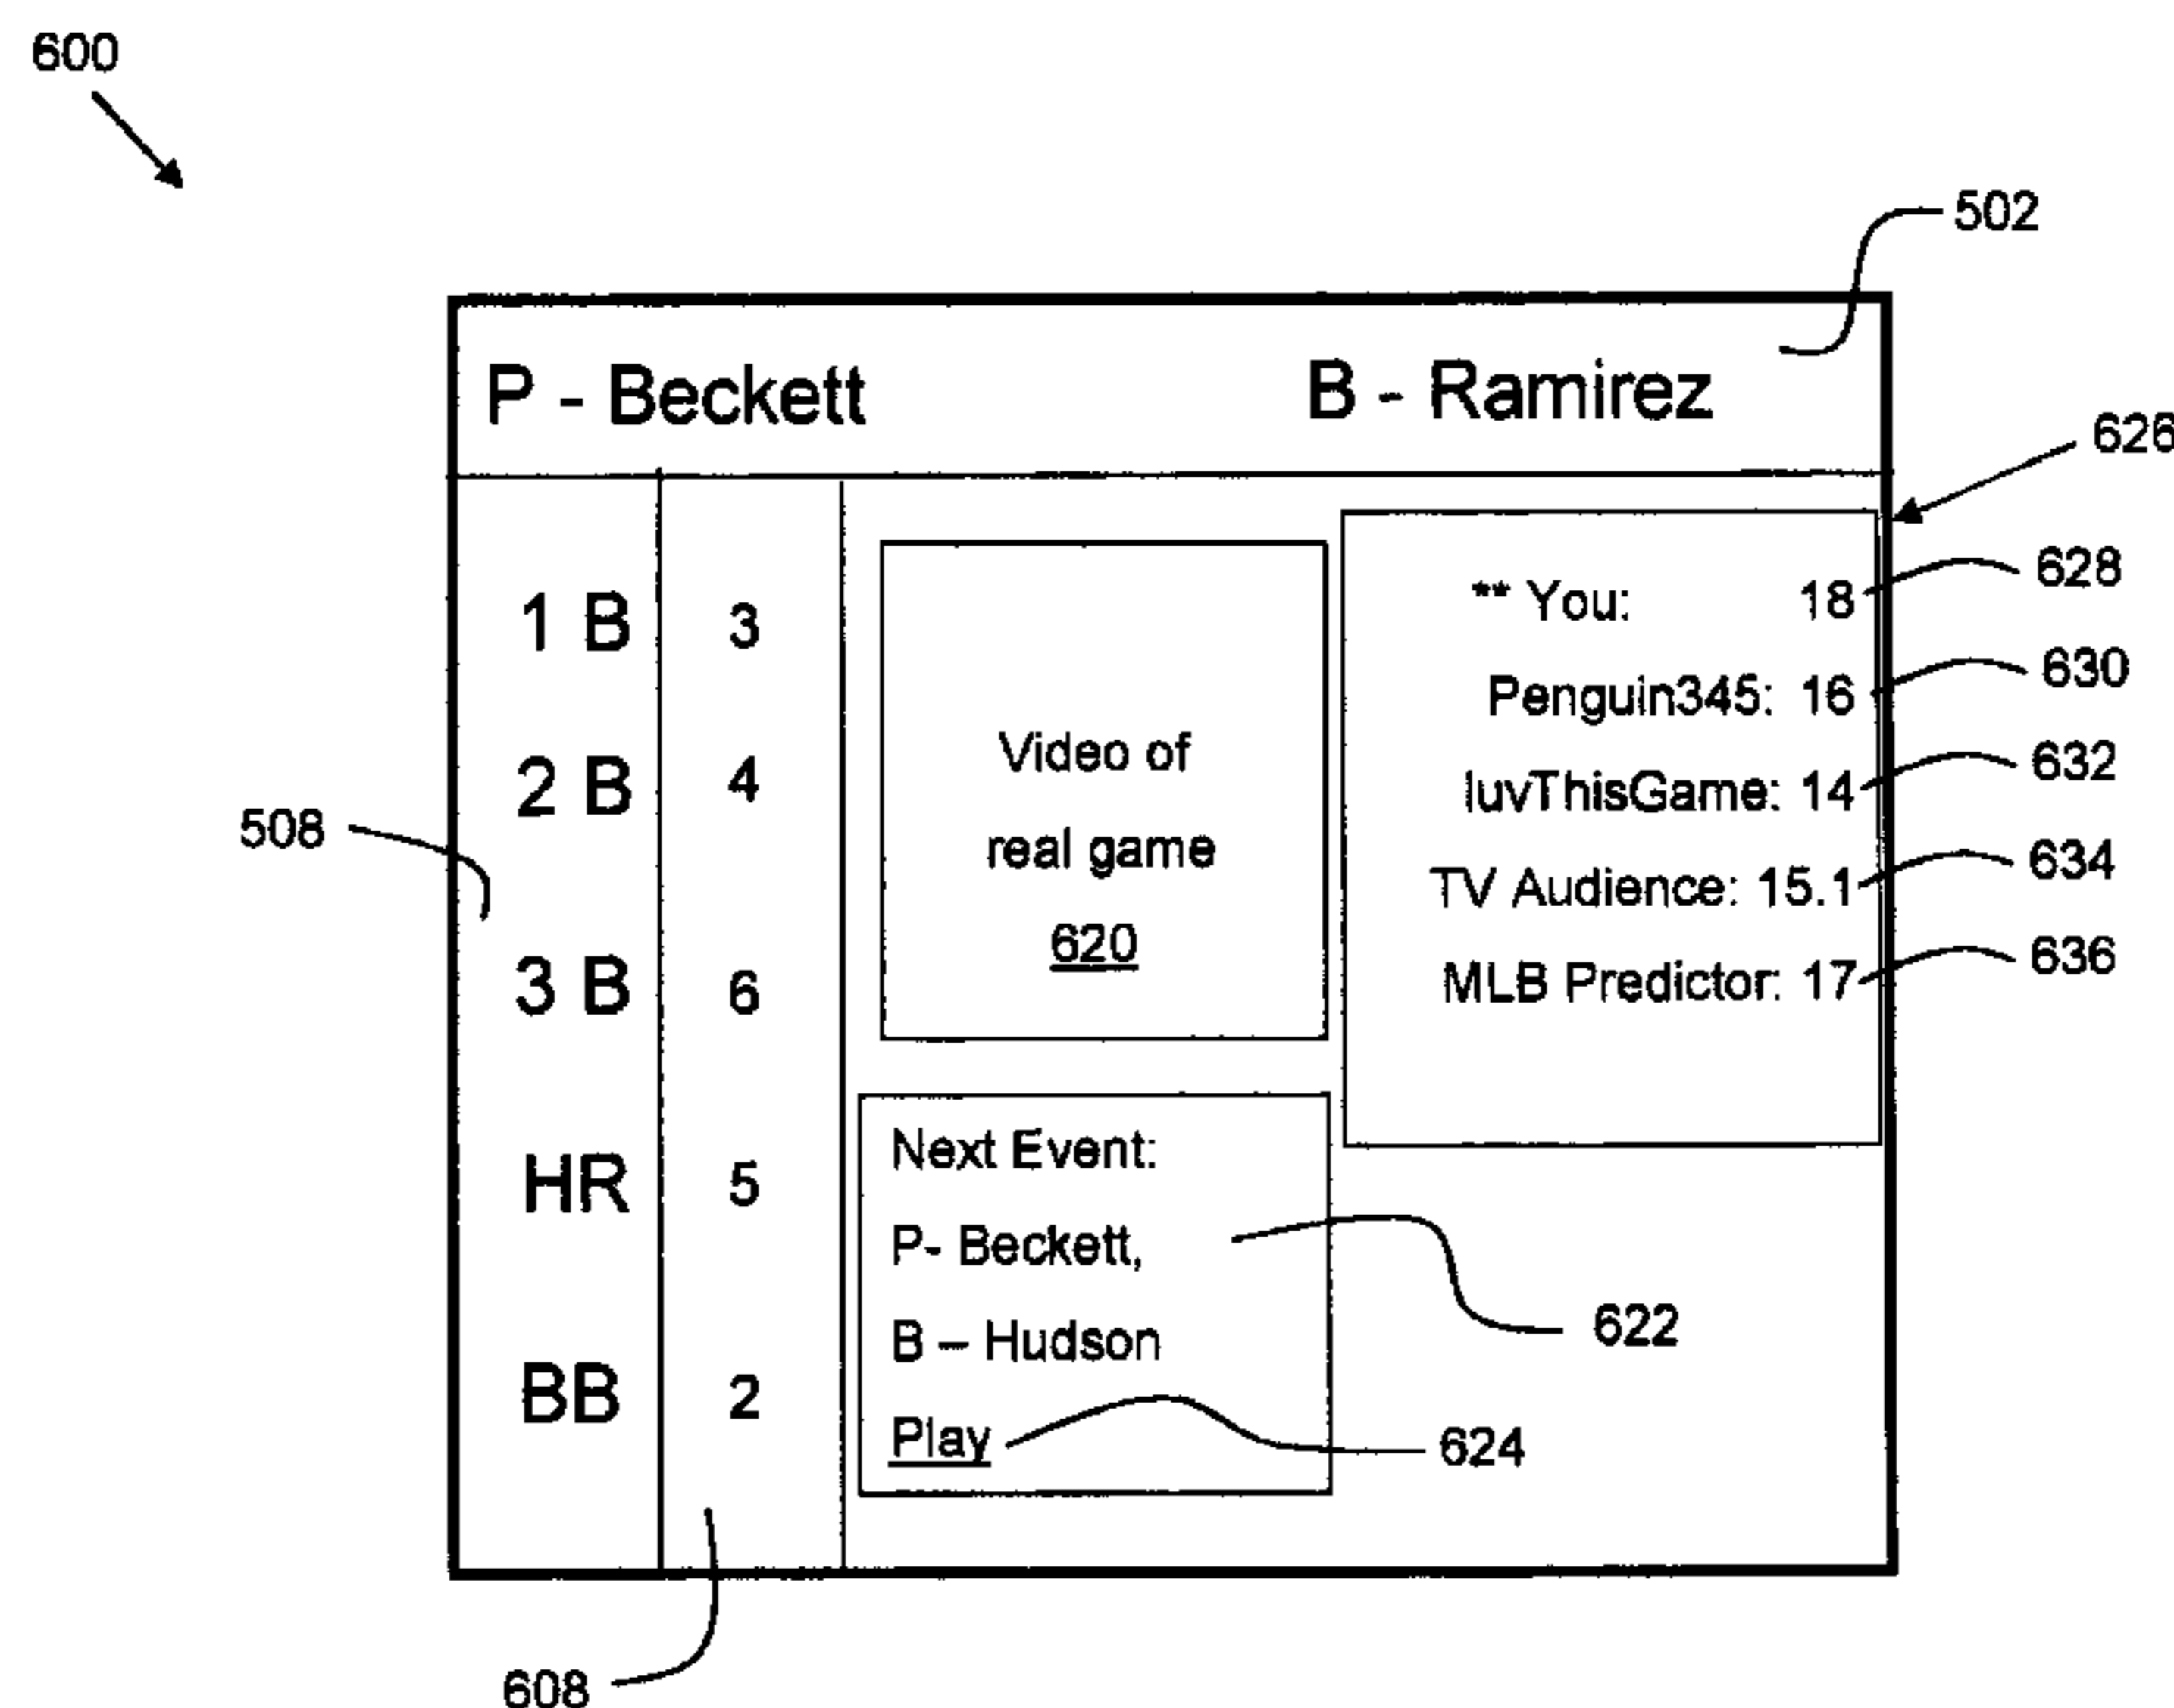 600
502
P - Beckett B - Ramirez
626
1 B 3
2 B 4
3 B 6
HR 5
BB 2
508
608
Video of
real game
620
** You: 18 628
Penguin345: 16 630
luvThisGame: 14 632
TV Audience: 15.1 634
MLB Predictor: 17 636
Next Event:
P- Beckett,
B – Hudson
Play
622
624